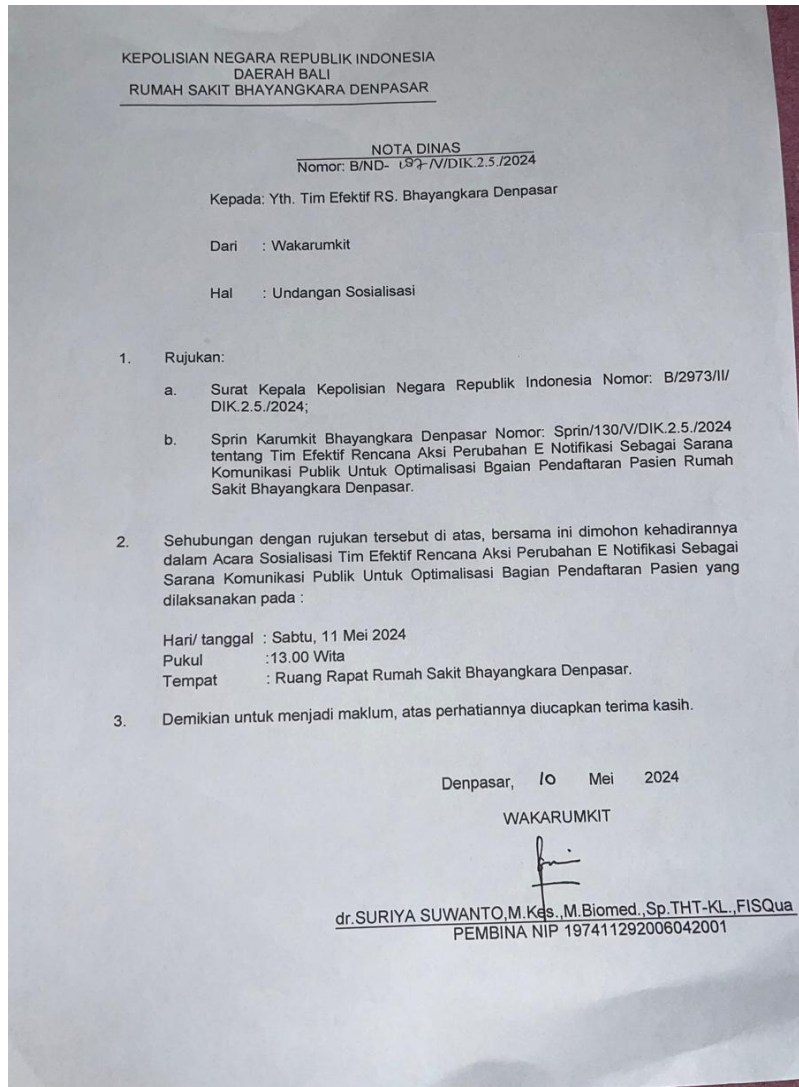 KEPOLISIAN NEGARA REPUBLIK INDONESIA
DAERAH BALI
RUMAH SAKIT BHAYANGKARA DENPASAR
NOTA DINAS
Nomor: B/ND- /V/DIK.2.5./2024
Kepada: Yth. Tim Efektif RS. Bhayangkara Denpasar
Dari : Wakarumkit
Hal : Undangan Sosialisasi
1. Rujukan:
a. Surat Kepala Kepolisian Negara Republik Indonesia Nomor: B/2973/II/
DIK.2.5./2024;
b. Sprin Karumkit Bhayangkara Denpasar Nomor: Sprin/130/V/DIK.2.5./2024
tentang Tim Efektif Rencana Aksi Perubahan E Notifikasi Sebagai Sarana
Komunikasi Publik Untuk Optimalisasi Bgaian Pendaftaran Pasien Rumah
Sakit Bhayangkara Denpasar.
2. Sehubungan dengan rujukan tersebut di atas, bersama ini dimohon kehadirannya
dalam Acara Sosialisasi Tim Efektif Rencana Aksi Perubahan E Notifikasi Sebagai
Sarana Komunikasi Publik Untuk Optimalisasi Bagian Pendaftaran Pasien yang
dilaksanakan pada :
Hari/ tanggal : Sabtu, 11 Mei 2024
Pukul :13.00 Wita
Tempat : Ruang Rapat Rumah Sakit Bhayangkara Denpasar.
3. Demikian untuk menjadi maklum, atas perhatiannya diucapkan terima kasih.
Denpasar, 10 Mei 2024
WAKARUMKIT
dr.SURIYA SUWANTO,M.Kes.,M.Biomed.,Sp.THT-KL.,FISQua
PEMBINA NIP 197411292006042001